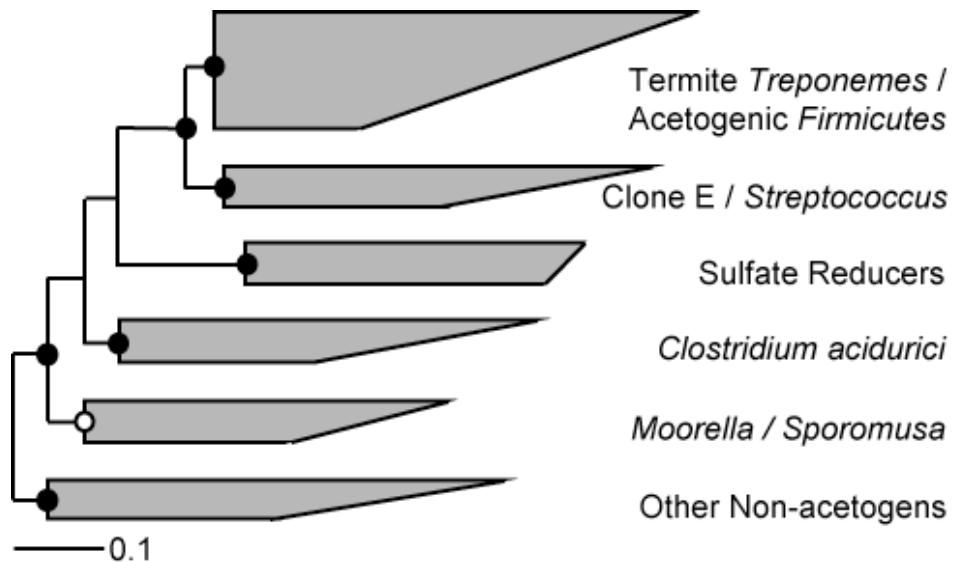 Termite Treponemes /
Acetogenic Firmicutes
Clone E / Streptococcus
Sulfate Reducers
Clostridium acidurici
Moorella / Sporomusa
Other Non-acetogens
0.1